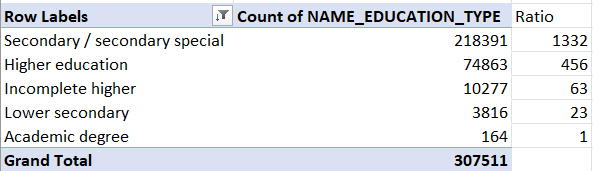 Row Labels Count of NAME_EDUCATION_TYPE Ratio
Secondary / secondary special 218391 1332
Higher education 74863 456
Incomplete higher 10277 63
Lower secondary 3816 23
Academic degree 164 1
Grand Total 307511